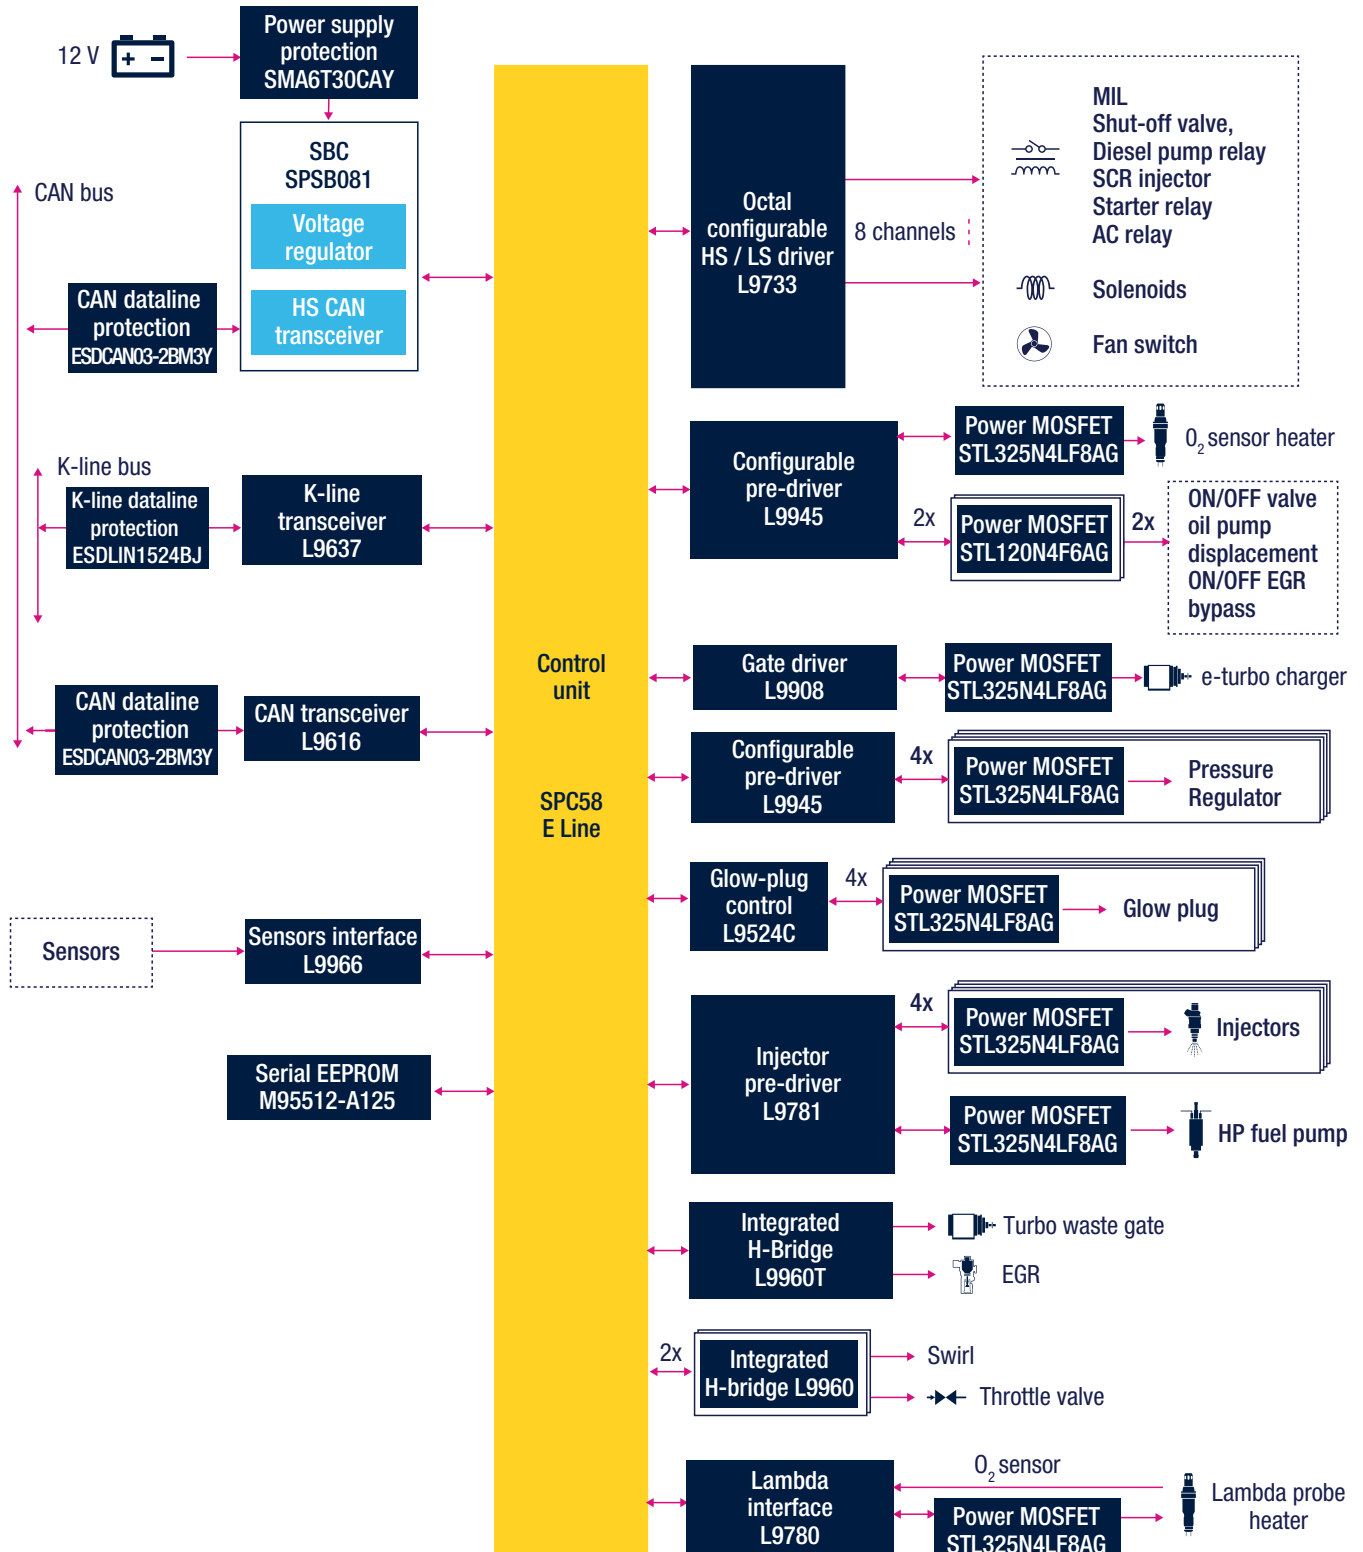 12 V
Power supply
protection
SMA6T30CAY
SBC
SPSB081
Voltage
regulator
HS CAN
transceiver
CAN bus
CAN dataline
protection
ESDCAN03-2BM3Y
K-line bus
K-line dataline
protection
ESDLIN1524BJ
K-line
transceiver
L9637
CAN dataline
protection
ESDCAN03-2BM3Y
CAN transceiver
L9616
Sensors
Sensors interface
L9966
Serial EEPROM
M95512-A125
Control
unit
SPC58
E Line
Octal
configurable
HS / LS driver
L9733
8 channels
MIL
Shut-off valve,
Diesel pump relay
SCR injector
Starter relay
AC relay
Solenoids
Fan switch
Configurable
pre-driver
L9945
Power MOSFET
STL325N4LF8AG
O2 sensor heater
2x
Power MOSFET
STL120N4F6AG
2x
ON/OFF valve
oil pump
displacement
ON/OFF EGR
bypass
Gate driver
L9908
Power MOSFET
STL325N4LF8AG
e-turbo charger
Configurable
pre-driver
L9945
4x
Power MOSFET
STL325N4LF8AG
Pressure
Regulator
Glow-plug
control
L9524C
4x
Power MOSFET
STL325N4LF8AG
Glow plug
Injector
pre-driver
L9781
4x
Power MOSFET
STL325N4LF8AG
Injectors
Power MOSFET
STL325N4LF8AG
HP fuel pump
Integrated
H-Bridge
L9960T
Turbo waste gate
EGR
2x
Integrated
H-bridge L9960
Swirl
Throttle valve
Lambda
interface
L9780
O2 sensor
Power MOSFET
STL325N4LF8AG
Lambda probe
heater